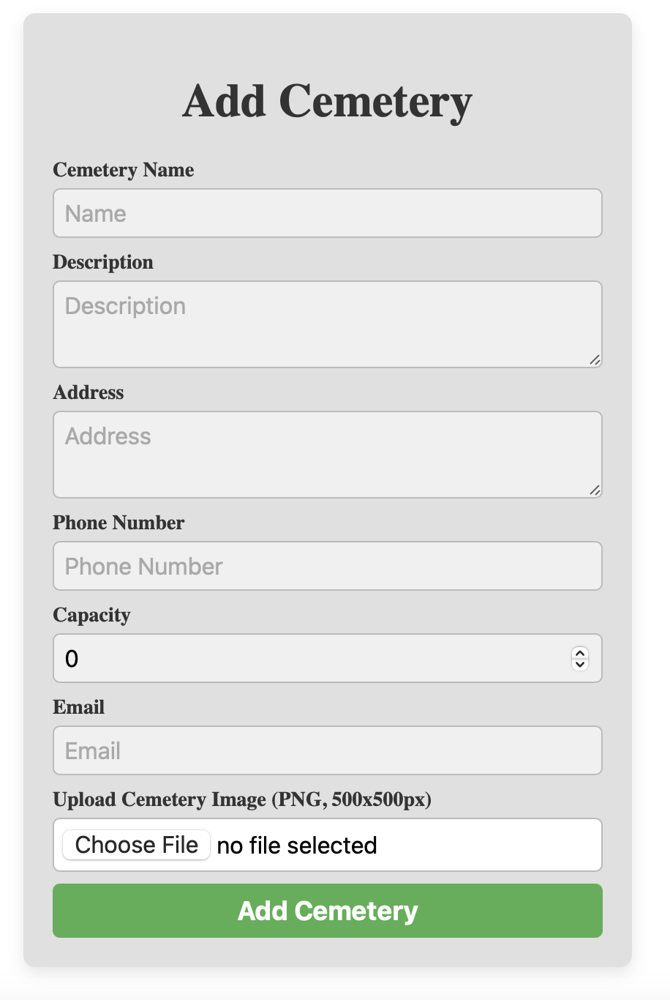 Add Cemetery
Cemetery Name
Name
Description
Description
Address
Address
Phone Number
Phone Number
Capacity
0
Email
Email
Upload Cemetery Image (PNG, 500x500px)
Choose File no file selected
Add Cemetery